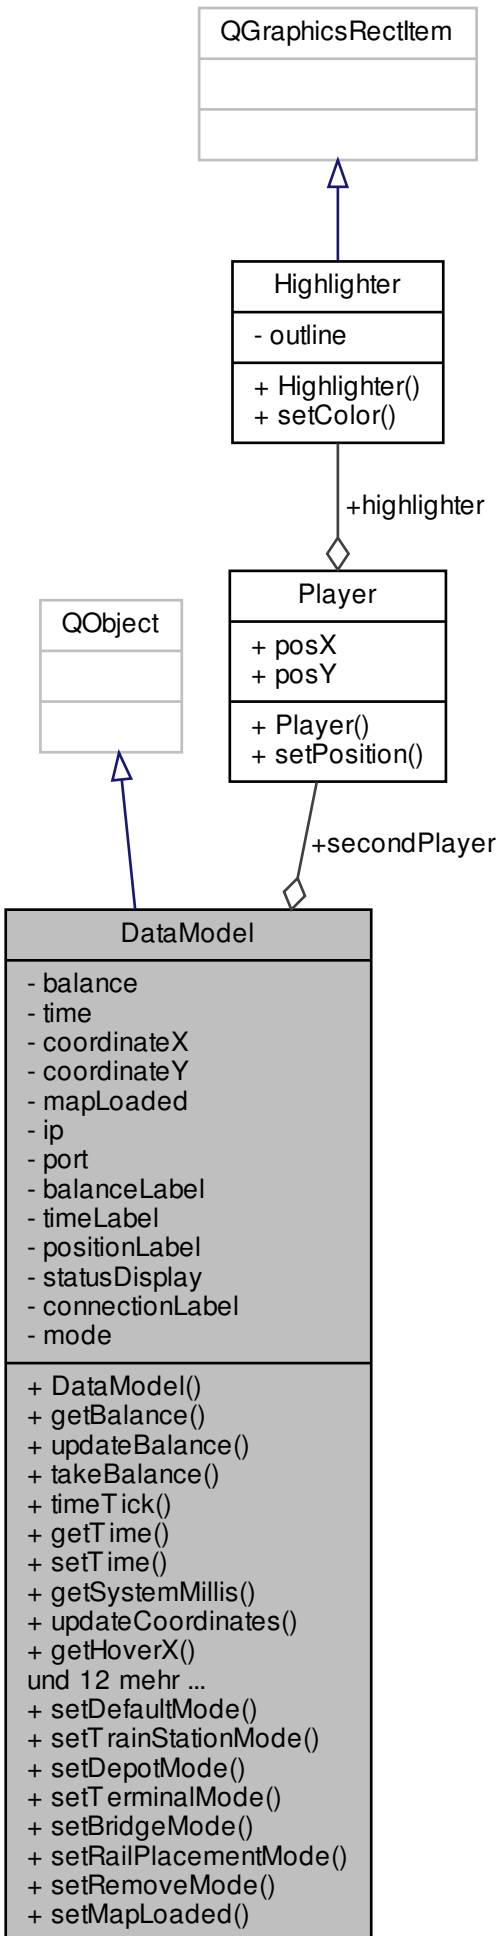 QGraphicsRectItem
Highlighter
- outline
+ Highlighter()
+ setColor()
+highlighter
Player
+ posX
+ posY
+ Player()
+ setPosition()
QObject
+secondPlayer
DataModel
- balance
- time
- coordinateX
- coordinateY
- mapLoaded
- ip
- port
- balanceLabel
- timeLabel
- positionLabel
- statusDisplay
- connectionLabel
- mode
+ DataModel()
+ getBalance()
+ updateBalance()
+ takeBalance()
+ timeTick()
+ getTime()
+ setTime()
+ getSystemMillis()
+ updateCoordinates()
+ getHoverX()
und 12 mehr ...
+ setDefaultMode()
+ setTrainStationMode()
+ setDepotMode()
+ setTerminalMode()
+ setBridgeMode()
+ setRailPlacementMode()
+ setRemoveMode()
+ setMapLoaded()